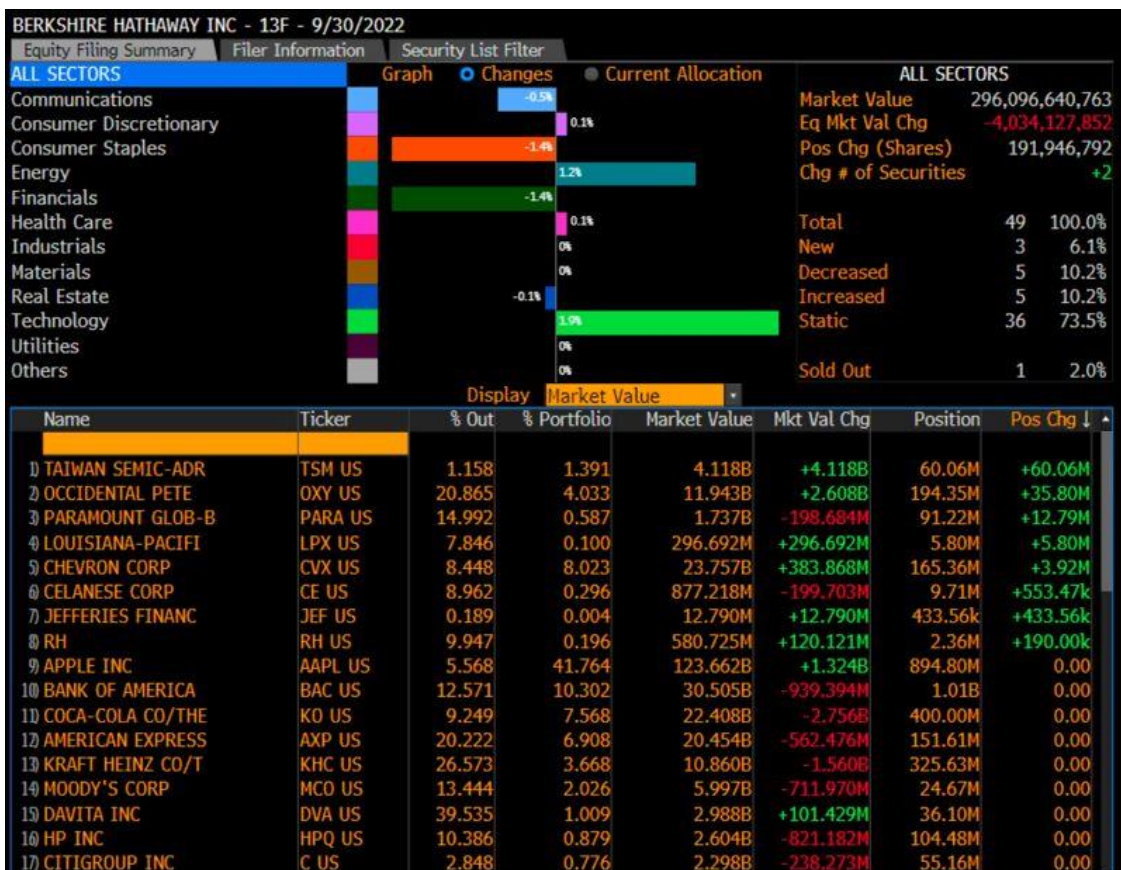 BERKSHIRE HATHAWAY INC - 13F - 9/30/2022
Equity Filing Summary Filer Information Security List Filter
ALL SECTORS Graph Changes Current Allocation ALL SECTORS
Communications -0.5% Market Value 296,096,640,763
Consumer Discretionary 0.1% Eq Mkt Val Chg -4,034,127,852
Consumer Staples -1.4% Pos Chg (Shares) 191,946,792
Energy 1.2% Chg # of Securities +2
Financials -1.4%
Health Care 0.1% Total 49 100.0%
Industrials 0% New 3 6.1%
Materials 0% Decreased 5 10.2%
Real Estate -0.1% Increased 5 10.2%
Technology 1.9% Static 36 73.5%
Utilities 0%
Others 0% Sold Out 1 2.0%
Display Market Value
Name Ticker % Out % Portfolio Market Value Mkt Val Chg Position Pos Chg ↓
1) TAIWAN SEMIC-ADR TSM US 1.158 1.391 4.118B +4.118B 60.06M +60.06M
2) OCCIDENTAL PETE OXY US 20.865 4.033 11.943B +2.608B 194.35M +35.80M
3) PARAMOUNT GLOB-B PARA US 14.992 0.587 1.737B -198.684M 91.22M +12.79M
4) LOUISIANA-PACIFI LPX US 7.846 0.100 296.692M +296.692M 5.80M +5.80M
5) CHEVRON CORP CVX US 8.448 8.023 23.757B +383.868M 165.36M +3.92M
6) CELANESE CORP CE US 8.962 0.296 877.218M -199.703M 9.71M +553.47k
7) JEFFERIES FINANC JEF US 0.189 0.004 12.790M +12.790M 433.56k +433.56k
8) RH RH US 9.947 0.196 580.725M +120.121M 2.36M +190.00k
9) APPLE INC AAPL US 5.568 41.764 123.662B +1.324B 894.80M 0.00
10) BANK OF AMERICA BAC US 12.571 10.302 30.505B -939.394M 1.01B 0.00
11) COCA-COLA CO/THE KO US 9.249 7.568 22.408B -2.756B 400.00M 0.00
12) AMERICAN EXPRESS AXP US 20.222 6.908 20.454B -562.476M 151.61M 0.00
13) KRAFT HEINZ CO/T KHC US 26.573 3.668 10.860B -1.560B 325.63M 0.00
14) MOODY'S CORP MCO US 13.444 2.026 5.997B -711.970M 24.67M 0.00
15) DAVITA INC DVA US 39.535 1.009 2.988B +101.429M 36.10M 0.00
16) HP INC HPQ US 10.386 0.879 2.604B -821.182M 104.48M 0.00
17) CITIGROUP INC C US 2.848 0.776 2.298B -238.273M 55.16M 0.00